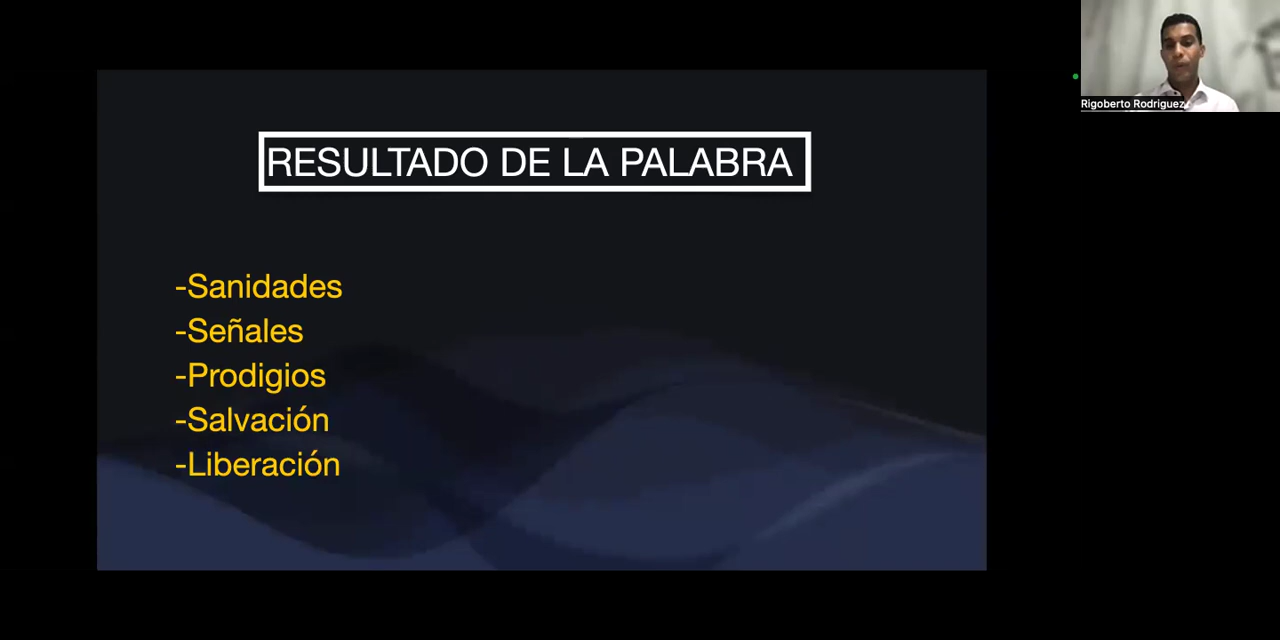 RESULTADO DE LA PALABRA
-Sanidades
-Señales
-Prodigios
-Salvación
-Liberación
Rigoberto Rodriguez